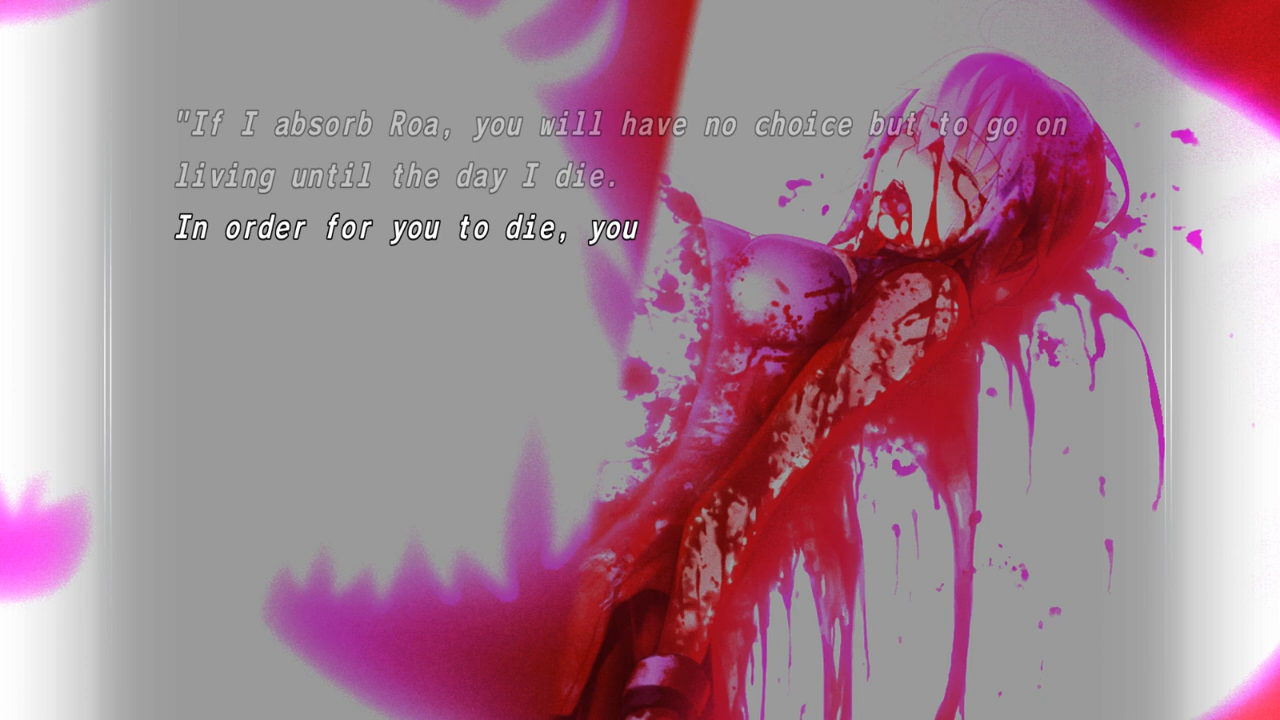 "If I absorb Roa, you will have no choice but to go on
living until the day I die.
In order for you to die, you